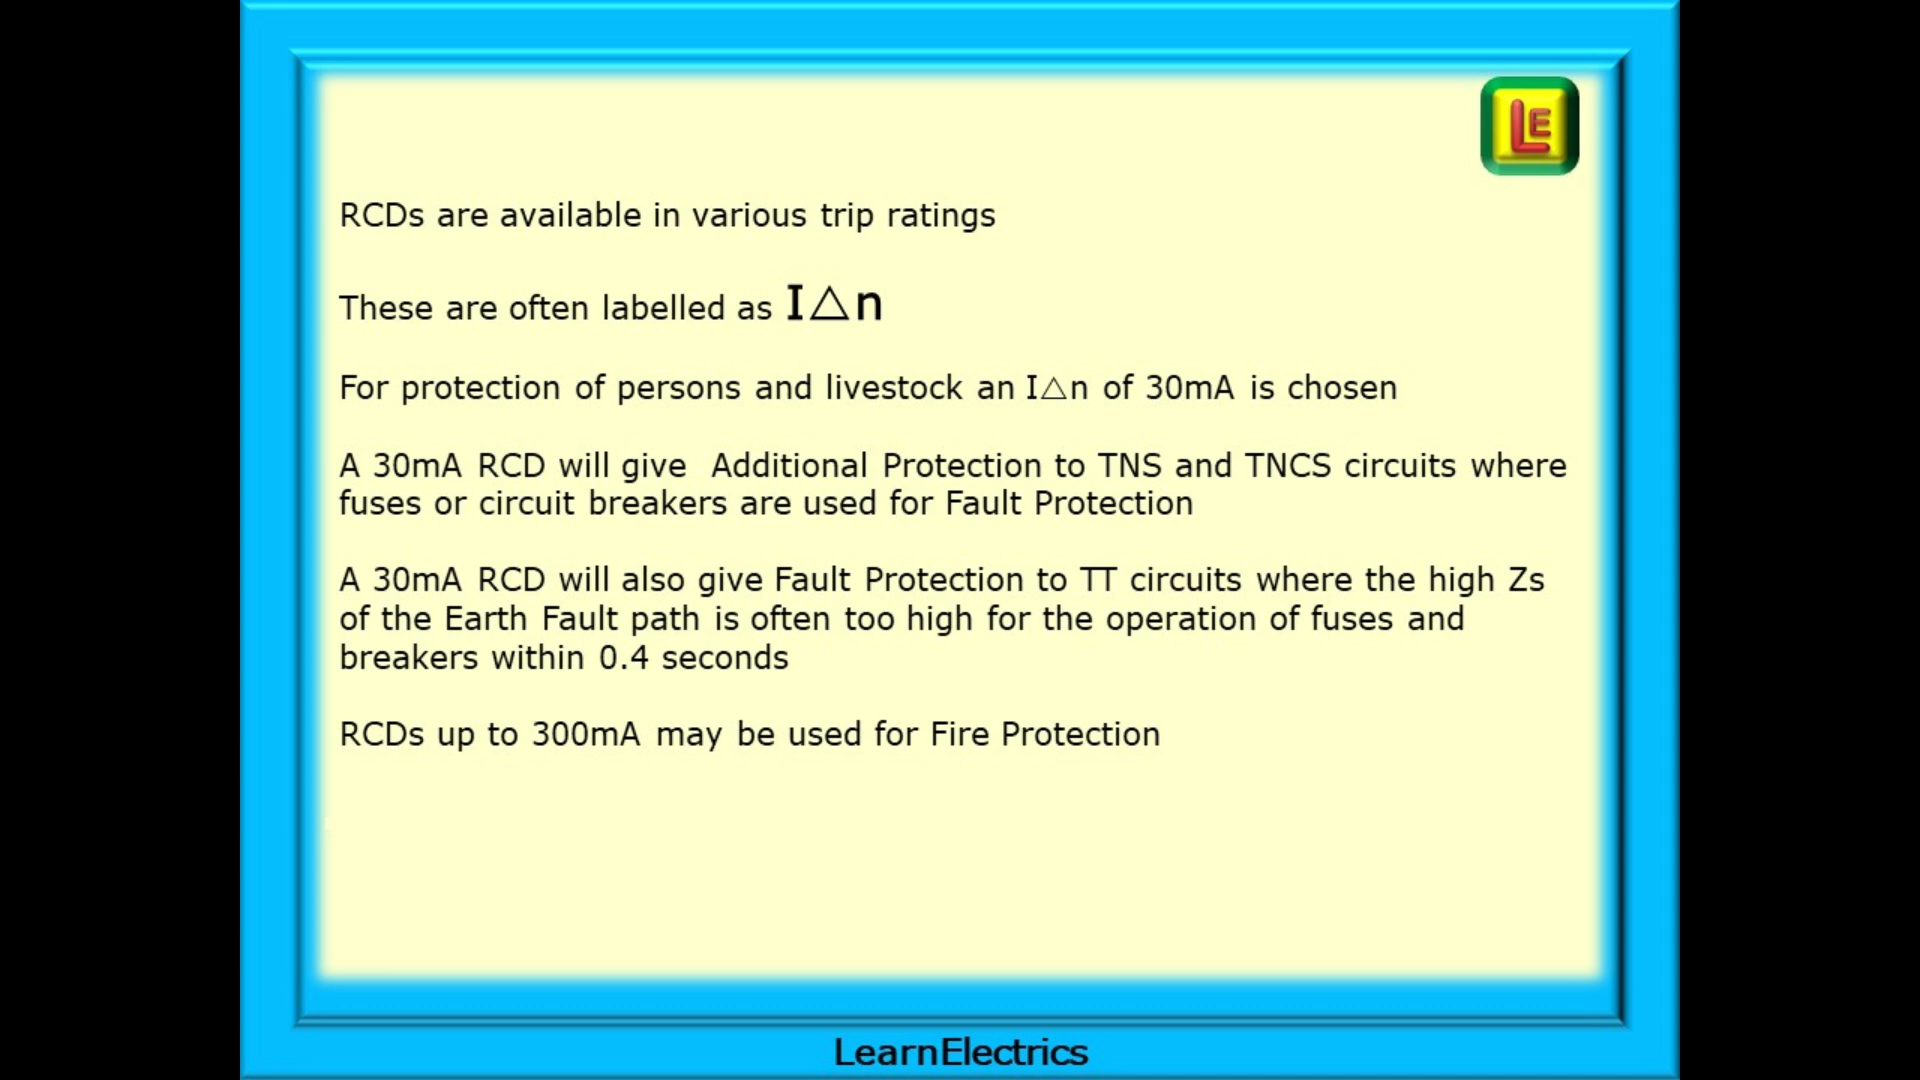 LE
RCDs are available in various trip ratings
These are often labelled as I△n
For protection of persons and livestock an I△n of 30mA is chosen
A 30mA RCD will give  Additional Protection to TNS and TNCS circuits where
fuses or circuit breakers are used for Fault Protection
A 30mA RCD will also give Fault Protection to TT circuits where the high Zs
of the Earth Fault path is often too high for the operation of fuses and
breakers within 0.4 seconds
RCDs up to 300mA may be used for Fire Protection
LearnElectrics